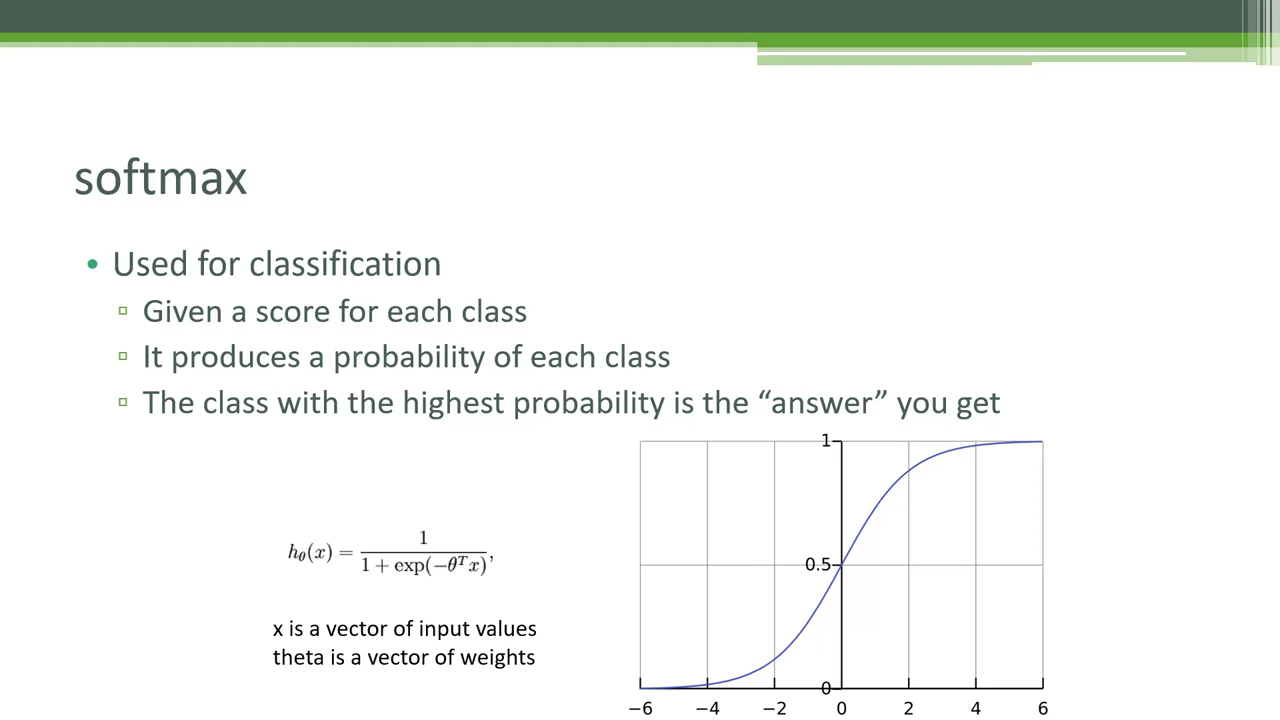 softmax
• Used for classification
▫ Given a score for each class
▫ It produces a probability of each class
▫ The class with the highest probability is the “answer” you get
hθ(x) = 1 / (1 + exp(−θᵀx)),
x is a vector of input values
theta is a vector of weights
1
0.5
0
−6 −4 −2 0 2 4 6